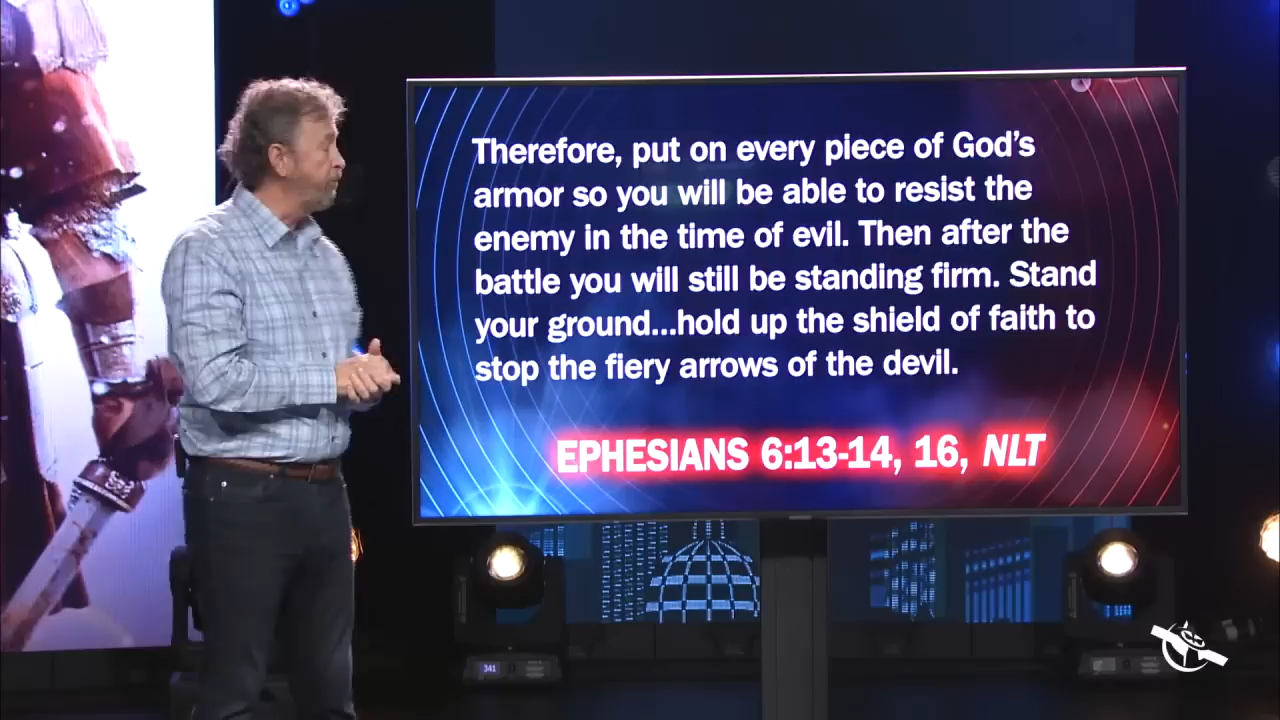 Therefore, put on every piece of God's
armor so you will be able to resist the
enemy in the time of evil. Then after the
battle you will still be standing firm. Stand
your ground...hold up the shield of faith to
stop the fiery arrows of the devil.
EPHESIANS 6:13-14, 16, NLT
341